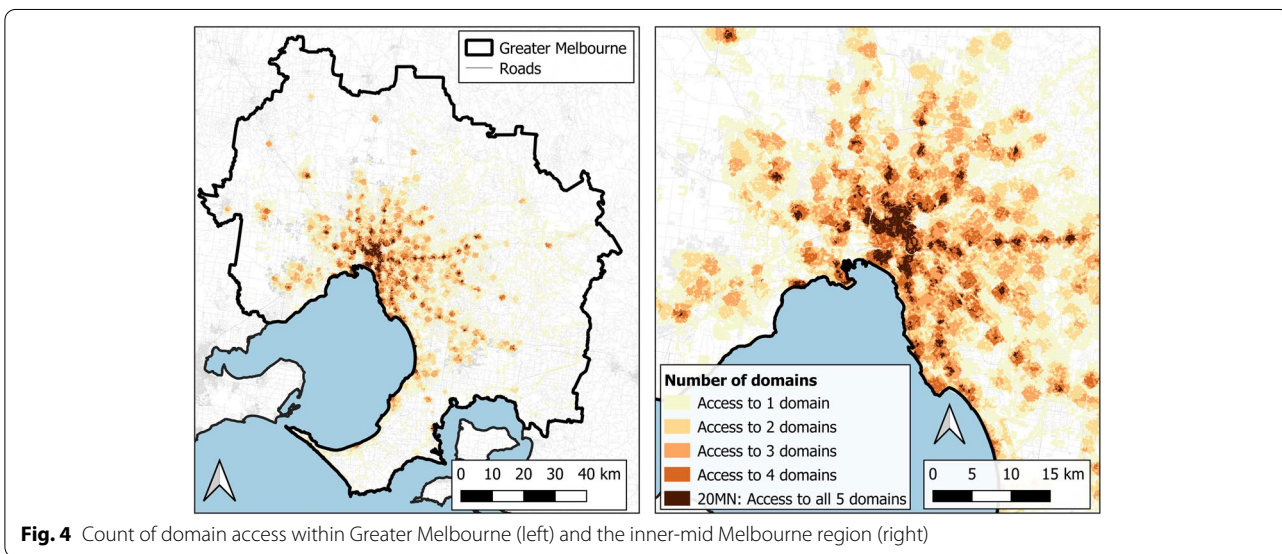 Greater Melbourne
Roads
0 10 20 30 40 km
Number of domains
Access to 1 domain
Access to 2 domains
Access to 3 domains
Access to 4 domains
20MN: Access to all 5 domains
0 5 10 15 km
Fig. 4 Count of domain access within Greater Melbourne (left) and the inner-mid Melbourne region (right)